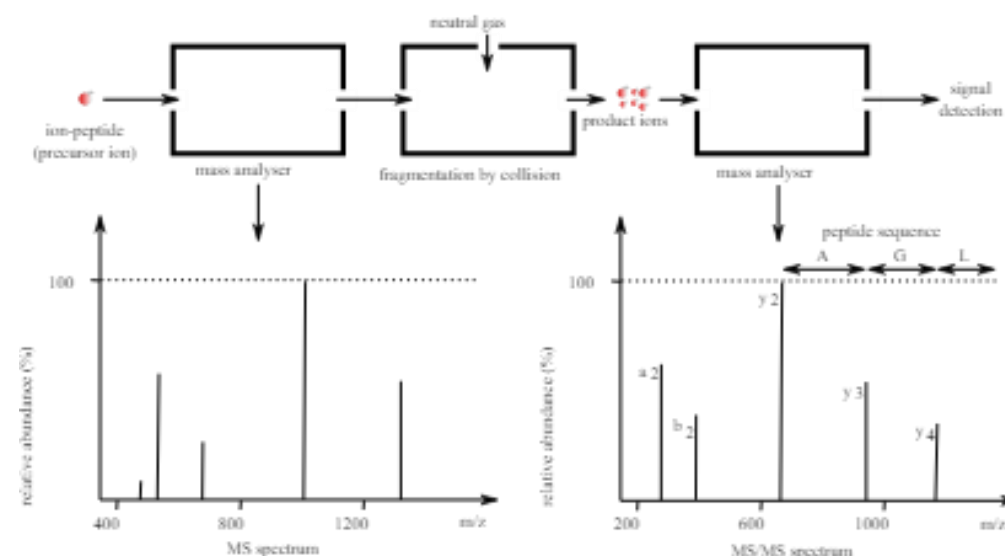 neutral gas
ion-peptide
(precursor ion)
mass analyser
fragmentation by collision
product ions
mass analyser
signal
detection
100
relative abundance (%)
400
800
1200
m/z
MS spectrum
peptide sequence
A
G
L
100
y 2
a 2
b 2
y 3
y 4
relative abundance (%)
200
600
1000
m/z
MS/MS spectrum